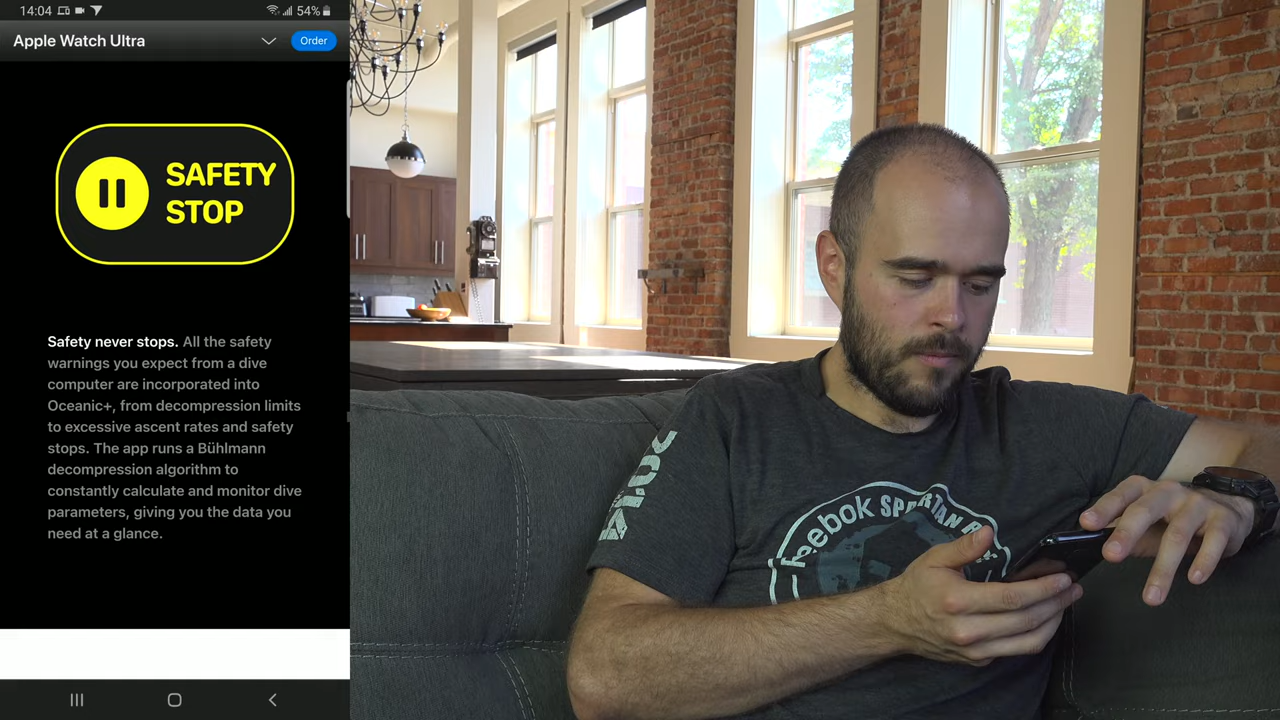 14:04
54%
Apple Watch Ultra
Order
SAFETY
STOP
Safety never stops. All the safety
warnings you expect from a dive
computer are incorporated into
Oceanic+, from decompression limits
to excessive ascent rates and safety
stops. The app runs a Bühlmann
decompression algorithm to
constantly calculate and monitor dive
parameters, giving you the data you
need at a glance.
2014
Reebok SPARTAN